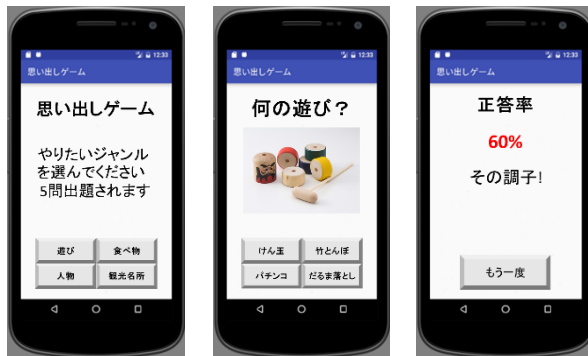 12:33
思い出しゲーム
思い出しゲーム
やりたいジャンル
を選んでください
5問出題されます
遊び
食べ物
人物
観光名所
12:33
思い出しゲーム
何の遊び？
けん玉
竹とんぼ
パチンコ
だるま落とし
12:33
思い出しゲーム
正答率
60%
その調子!
もう一度